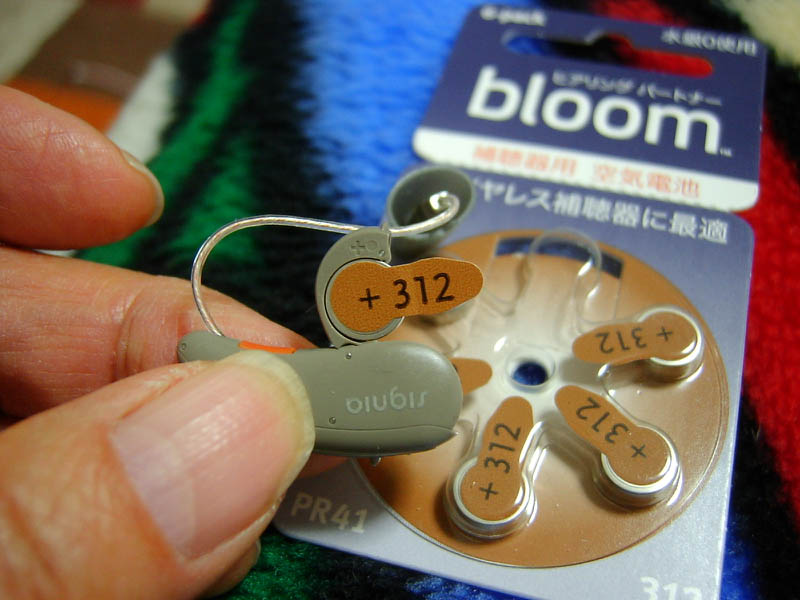 6-pack
水銀0使用
ヒアリング パートナー
bloom™
補聴器用 空気電池
イヤレス補聴器に最適
+ 312
signia
+ 312
+ 312
+ 312
PR41
312